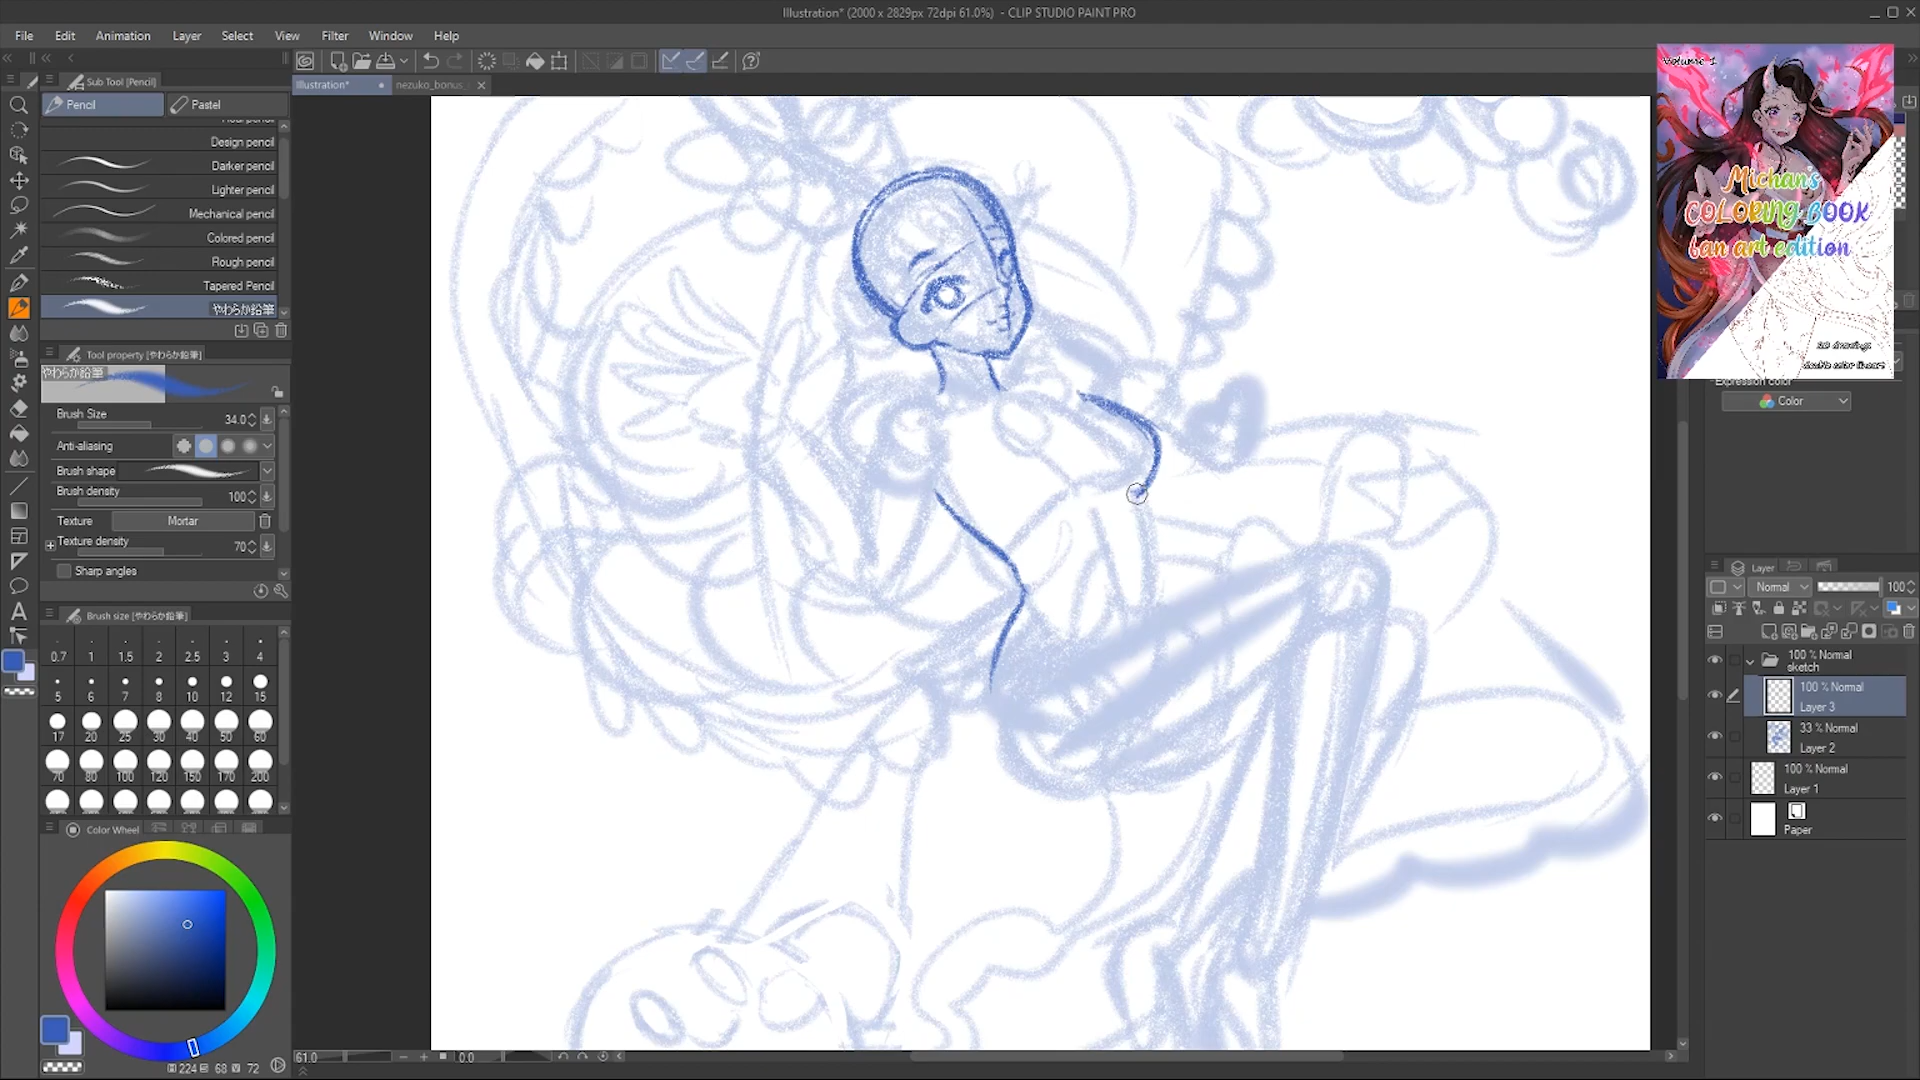 Illustration* (2000 x 2829px 72dpi 61.0%) - CLIP STUDIO PAINT PRO
File Edit Animation Layer Select View Filter Window Help
Sub Tool [Pencil]
Illustration*
nezuko_bonus_
Pencil
Pastel
Design pencil
Darker pencil
Lighter pencil
Mechanical pencil
Colored pencil
Rough pencil
Tapered Pencil
やわらか鉛筆
Tool property [やわらか鉛筆]
やわらか鉛筆
Brush Size 34.0
Anti-aliasing
Brush shape
Brush density 100
Texture Mortar
Texture density 70
Sharp angles
Brush size [やわらか鉛筆]
0.7 1 1.5 2 2.5 3 4
5 6 7 8 10 12 15
17 20 25 30 40 50 60
70 80 100 120 150 170 200
Color Wheel
224 68 72
61.0
0.0
Volume 1
Michan's
COLORING BOOK
fan art edition
20 drawings
Expression color
Color
Layer
Normal 100
100 % Normal
sketch
100 % Normal
Layer 3
33 % Normal
Layer 2
100 % Normal
Layer 1
Paper